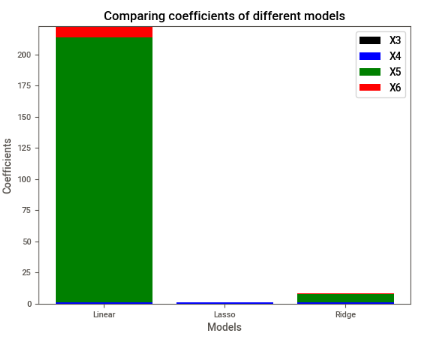 Comparing coefficients of different models
X3
X4
X5
X6
200
175
150
125
100
75
50
25
0
Coefficients
Linear
Lasso
Ridge
Models